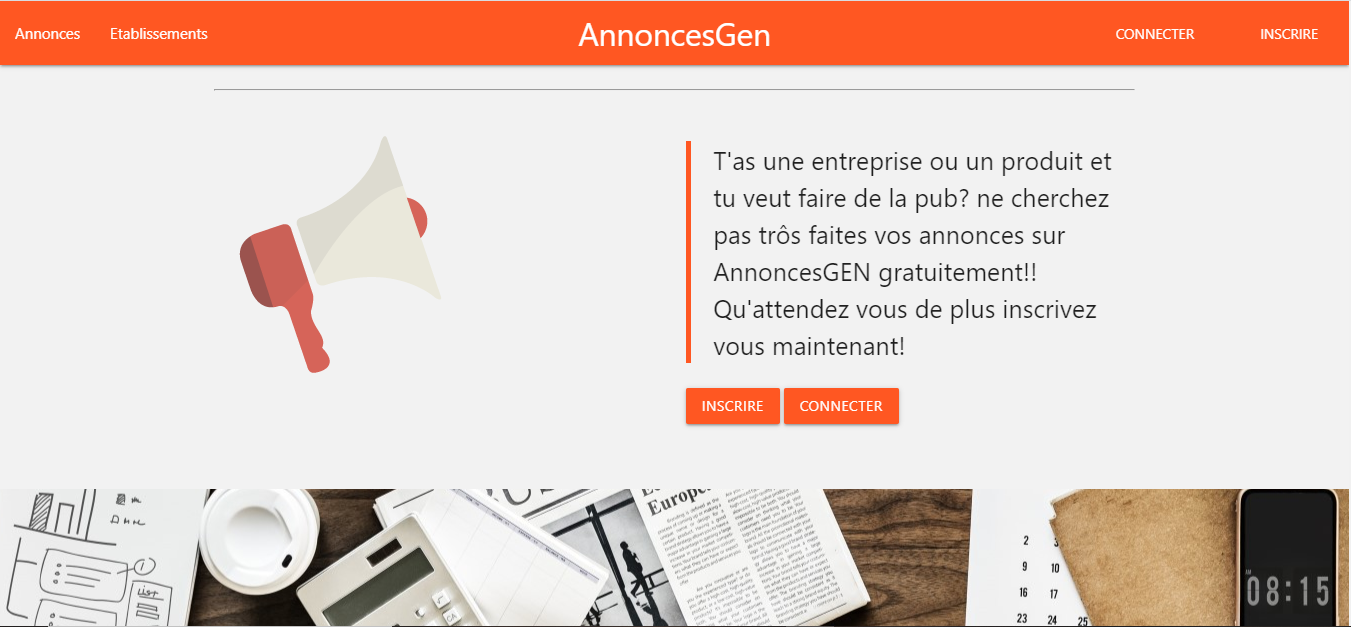 Annonces Etablissements AnnoncesGen CONNECTER INSCRIRE
T'as une entreprise ou un produit et
tu veut faire de la pub? ne cherchez
pas trôs faites vos annonces sur
AnnoncesGEN gratuitement!!
Qu'attendez vous de plus inscrivez
vous maintenant!
INSCRIRE CONNECTER
Europe
2
9 10
16 17
23 24 25
AM
08:15